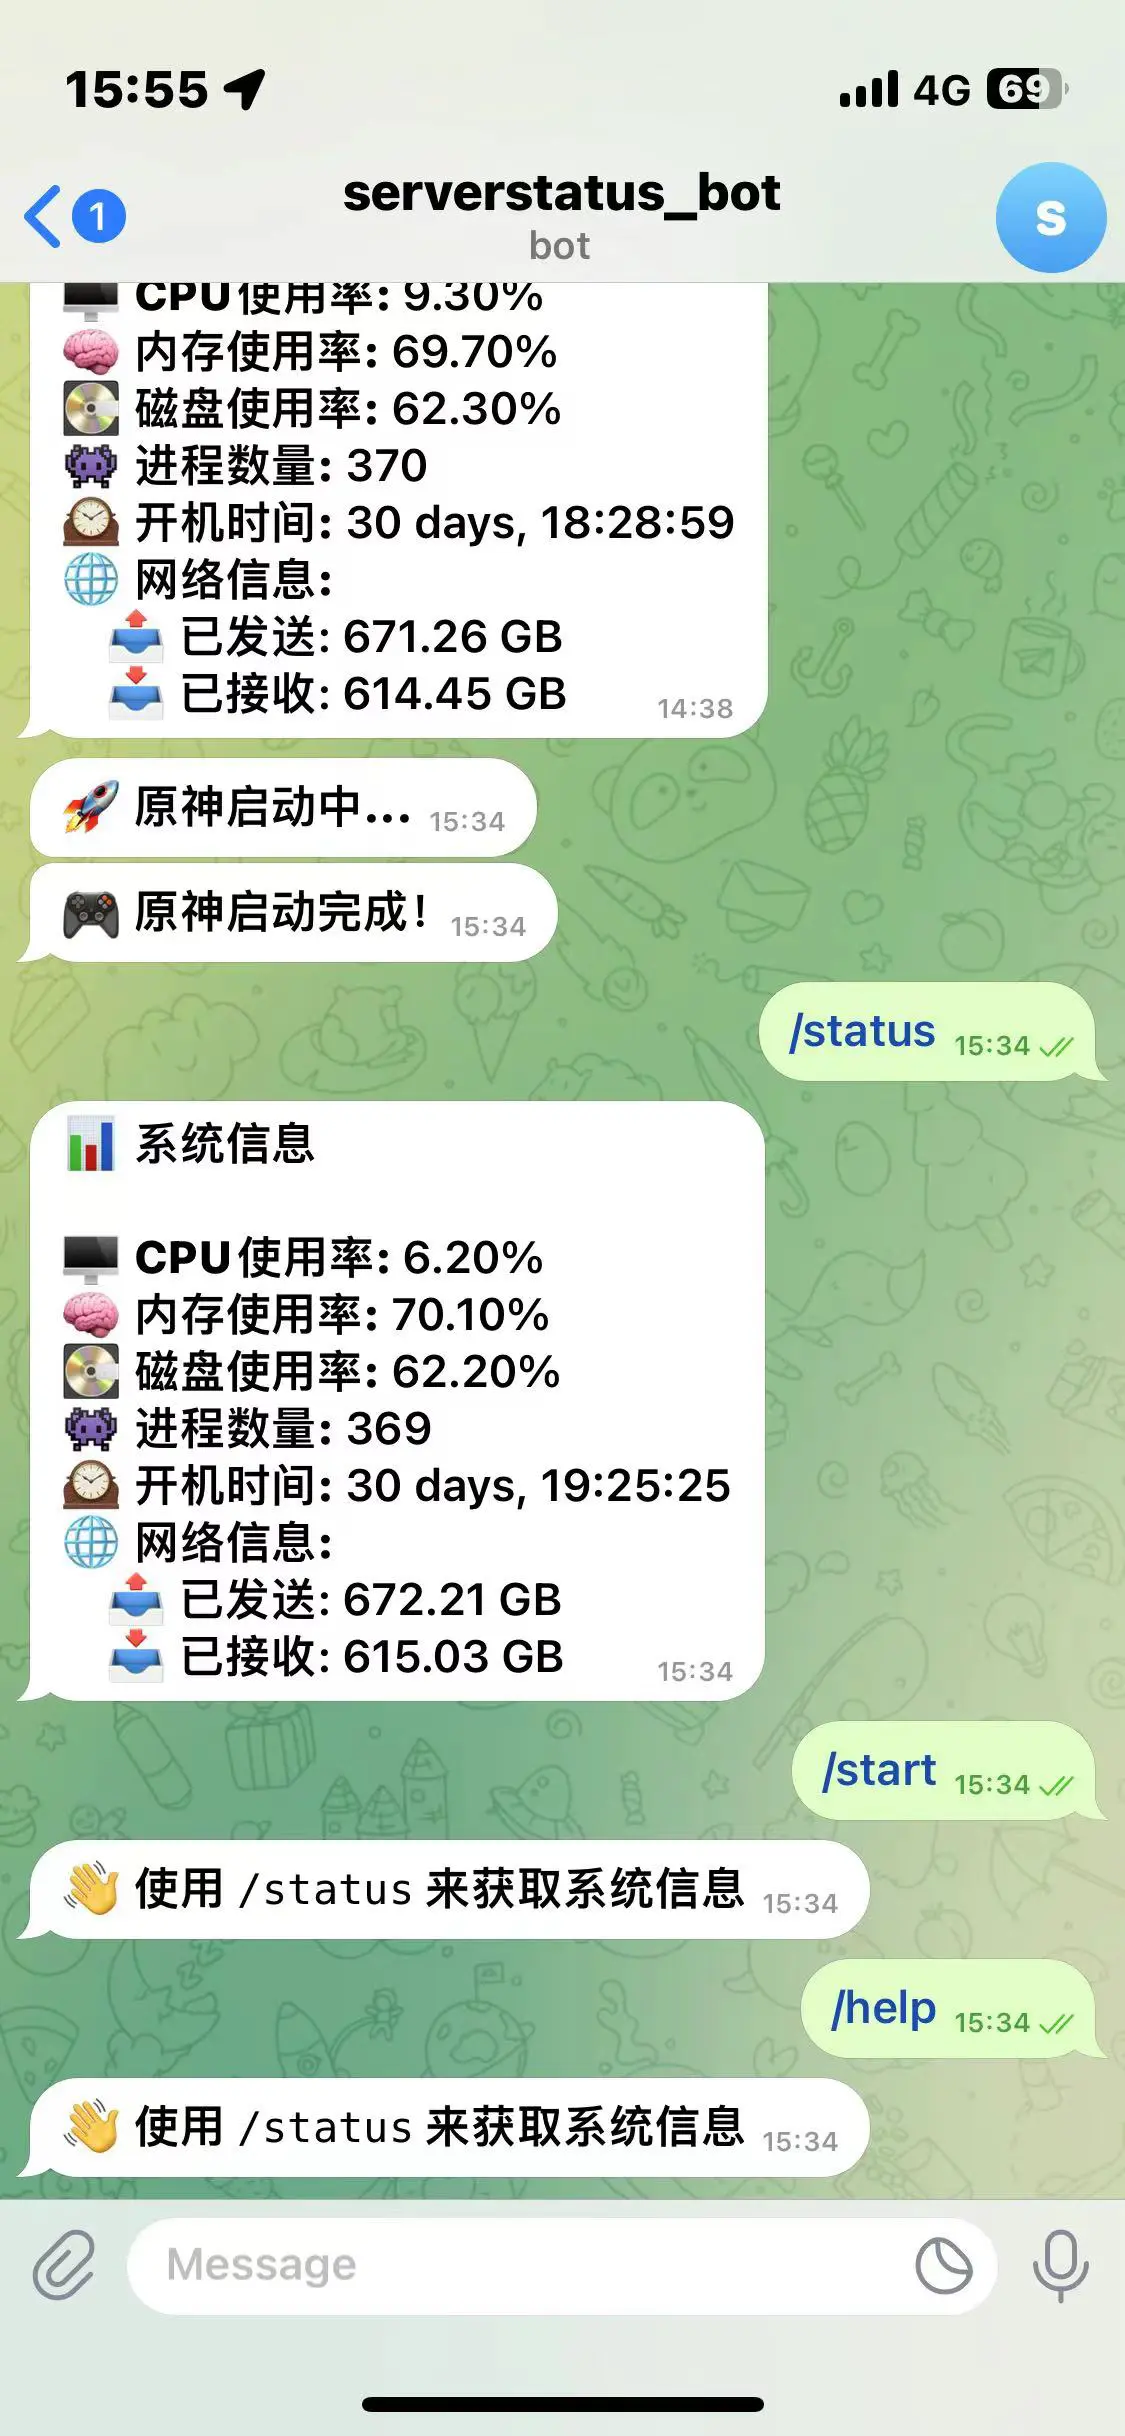 15:55
4G 69
1
serverstatus_bot
S
bot
CPU使用率: 9.30%
内存使用率: 69.70%
磁盘使用率: 62.30%
进程数量: 370
开机时间: 30 days, 18:28:59
网络信息:
已发送: 671.26 GB
已接收: 614.45 GB
14:38
原神启动中... 15:34
原神启动完成! 15:34
/status 15:34
系统信息
CPU使用率: 6.20%
内存使用率: 70.10%
磁盘使用率: 62.20%
进程数量: 369
开机时间: 30 days, 19:25:25
网络信息:
已发送: 672.21 GB
已接收: 615.03 GB
15:34
/start 15:34
使用 /status 来获取系统信息 15:34
/help 15:34
使用 /status 来获取系统信息 15:34
Message